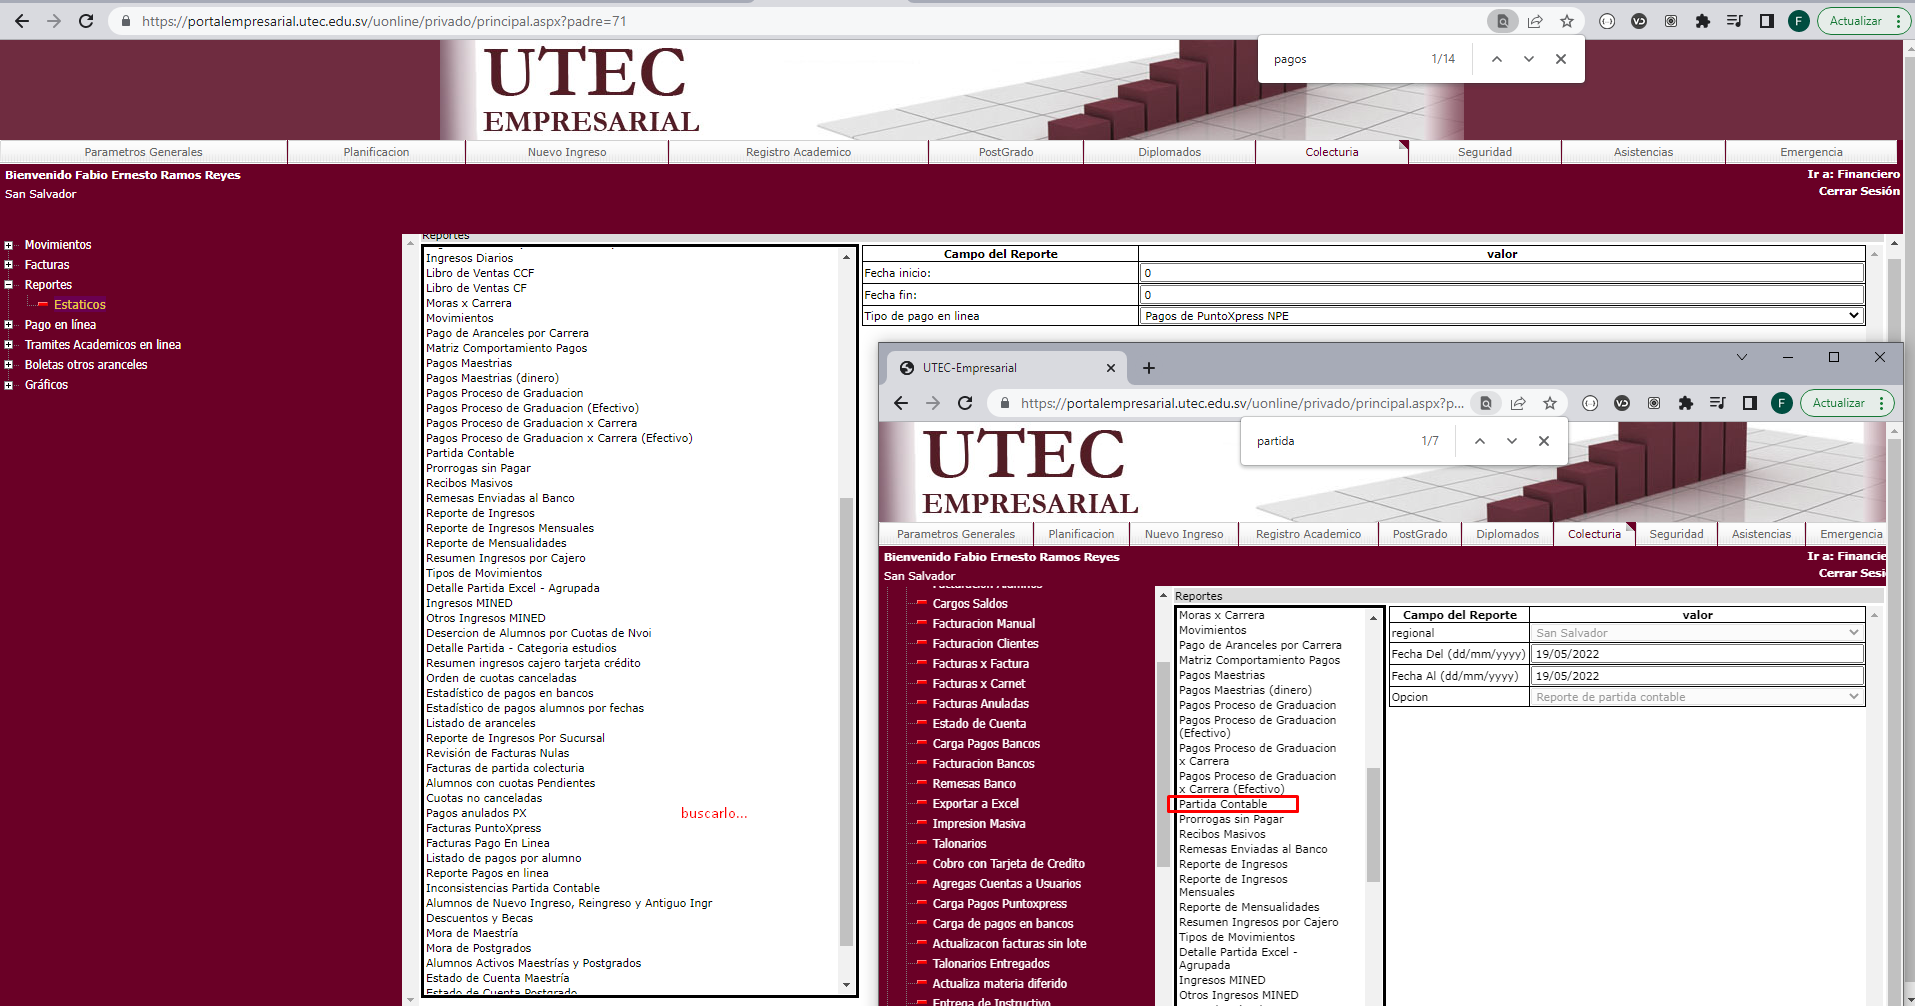 https://portalempresarial.utec.edu.sv/uonline/privado/principal.aspx?padre=71
F
Actualizar
pagos
1/14
UTEC
EMPRESARIAL
Parametros Generales
Planificacion
Nuevo Ingreso
Registro Academico
PostGrado
Diplomados
Colecturia
Seguridad
Asistencias
Emergencia
Bienvenido Fabio Ernesto Ramos Reyes
San Salvador
Ir a: Financiero
Cerrar Sesión
Movimientos
Facturas
Reportes
Estaticos
Pago en línea
Tramites Academicos en linea
Boletas otros aranceles
Gráficos
Reportes
Ingresos Diarios
Libro de Ventas CCF
Libro de Ventas CF
Moras x Carrera
Movimientos
Pago de Aranceles por Carrera
Matriz Comportamiento Pagos
Pagos Maestrias
Pagos Maestrias (dinero)
Pagos Proceso de Graduacion
Pagos Proceso de Graduacion (Efectivo)
Pagos Proceso de Graduacion x Carrera
Pagos Proceso de Graduacion x Carrera (Efectivo)
Partida Contable
Prorrogas sin Pagar
Recibos Masivos
Remesas Enviadas al Banco
Reporte de Ingresos
Reporte de Ingresos Mensuales
Reporte de Mensualidades
Resumen Ingresos por Cajero
Tipos de Movimientos
Detalle Partida Excel - Agrupada
Ingresos MINED
Otros Ingresos MINED
Desercion de Alumnos por Cuotas de Nvoi
Detalle Partida - Categoria estudios
Resumen ingresos cajero tarjeta crédito
Orden de cuotas canceladas
Estadístico de pagos en bancos
Estadístico de pagos alumnos por fechas
Listado de aranceles
Reporte de Ingresos Por Sucursal
Revisión de Facturas Nulas
Facturas de partida colecturia
Alumnos con cuotas Pendientes
Cuotas no canceladas
Pagos anulados PX
Facturas PuntoXpress
Facturas Pago En Linea
Listado de pagos por alumno
Reporte Pagos en linea
Inconsistencias Partida Contable
Alumnos de Nuevo Ingreso, Reingreso y Antiguo Ingr
Descuentos y Becas
Mora de Maestría
Mora de Postgrados
Alumnos Activos Maestrías y Postgrados
Estado de Cuenta Maestría
Estado de Cuenta Postgrado
buscarlo...
Campo del Reporte
valor
Fecha inicio:
0
Fecha fin:
0
Tipo de pago en linea
Pagos de PuntoXpress NPE
UTEC-Empresarial
https://portalempresarial.utec.edu.sv/uonline/privado/principal.aspx?p...
F
Actualizar
partida
1/7
UTEC
EMPRESARIAL
Parametros Generales
Planificacion
Nuevo Ingreso
Registro Academico
PostGrado
Diplomados
Colecturia
Seguridad
Asistencias
Emergencia
Bienvenido Fabio Ernesto Ramos Reyes
San Salvador
Ir a: Financie
Cerrar Sesi
Facturacion Alumnos
Cargos Saldos
Facturacion Manual
Facturacion Clientes
Facturas x Factura
Facturas x Carnet
Facturas Anuladas
Estado de Cuenta
Carga Pagos Bancos
Facturacion Bancos
Remesas Banco
Exportar a Excel
Impresion Masiva
Talonarios
Cobro con Tarjeta de Credito
Agregas Cuentas a Usuarios
Carga Pagos Puntoxpress
Carga de pagos en bancos
Actualizacon facturas sin lote
Talonarios Entregados
Actualiza materia diferido
Entrega de Instructivo
Reportes
Moras x Carrera
Movimientos
Pago de Aranceles por Carrera
Matriz Comportamiento Pagos
Pagos Maestrias
Pagos Maestrias (dinero)
Pagos Proceso de Graduacion
Pagos Proceso de Graduacion
(Efectivo)
Pagos Proceso de Graduacion
x Carrera
Pagos Proceso de Graduacion
x Carrera (Efectivo)
Partida Contable
Prorrogas sin Pagar
Recibos Masivos
Remesas Enviadas al Banco
Reporte de Ingresos
Reporte de Ingresos
Mensuales
Reporte de Mensualidades
Resumen Ingresos por Cajero
Tipos de Movimientos
Detalle Partida Excel -
Agrupada
Ingresos MINED
Otros Ingresos MINED
Campo del Reporte
valor
regional
San Salvador
Fecha Del (dd/mm/yyyy)
19/05/2022
Fecha Al (dd/mm/yyyy)
19/05/2022
Opcion
Reporte de partida contable